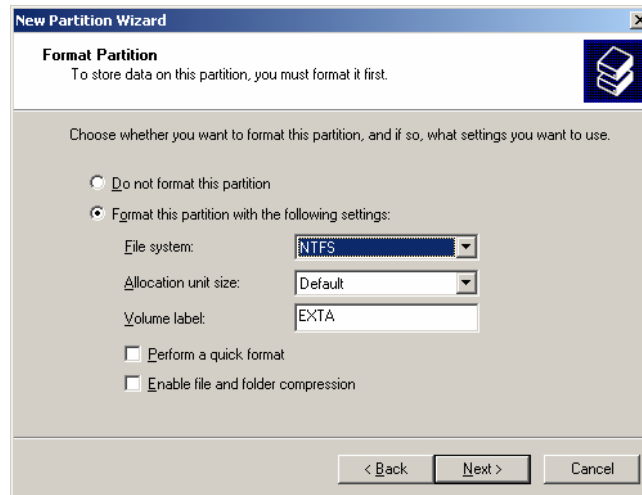 New Partition Wizard
Format Partition
To store data on this partition, you must format it first.
Choose whether you want to format this partition, and if so, what settings you want to use.
Do not format this partition
Format this partition with the following settings:
File system: NTFS
Allocation unit size: Default
Volume label: EXTA
Perform a quick format
Enable file and folder compression
< Back Next > Cancel